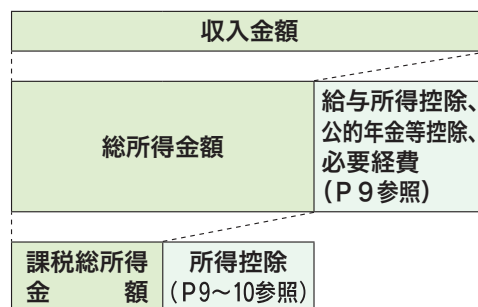 収入金額
総所得金額
給与所得控除、
公的年金等控除、
必要経費
(P9参照)
課税総所得
金　　額
所得控除
(P9～10参照)